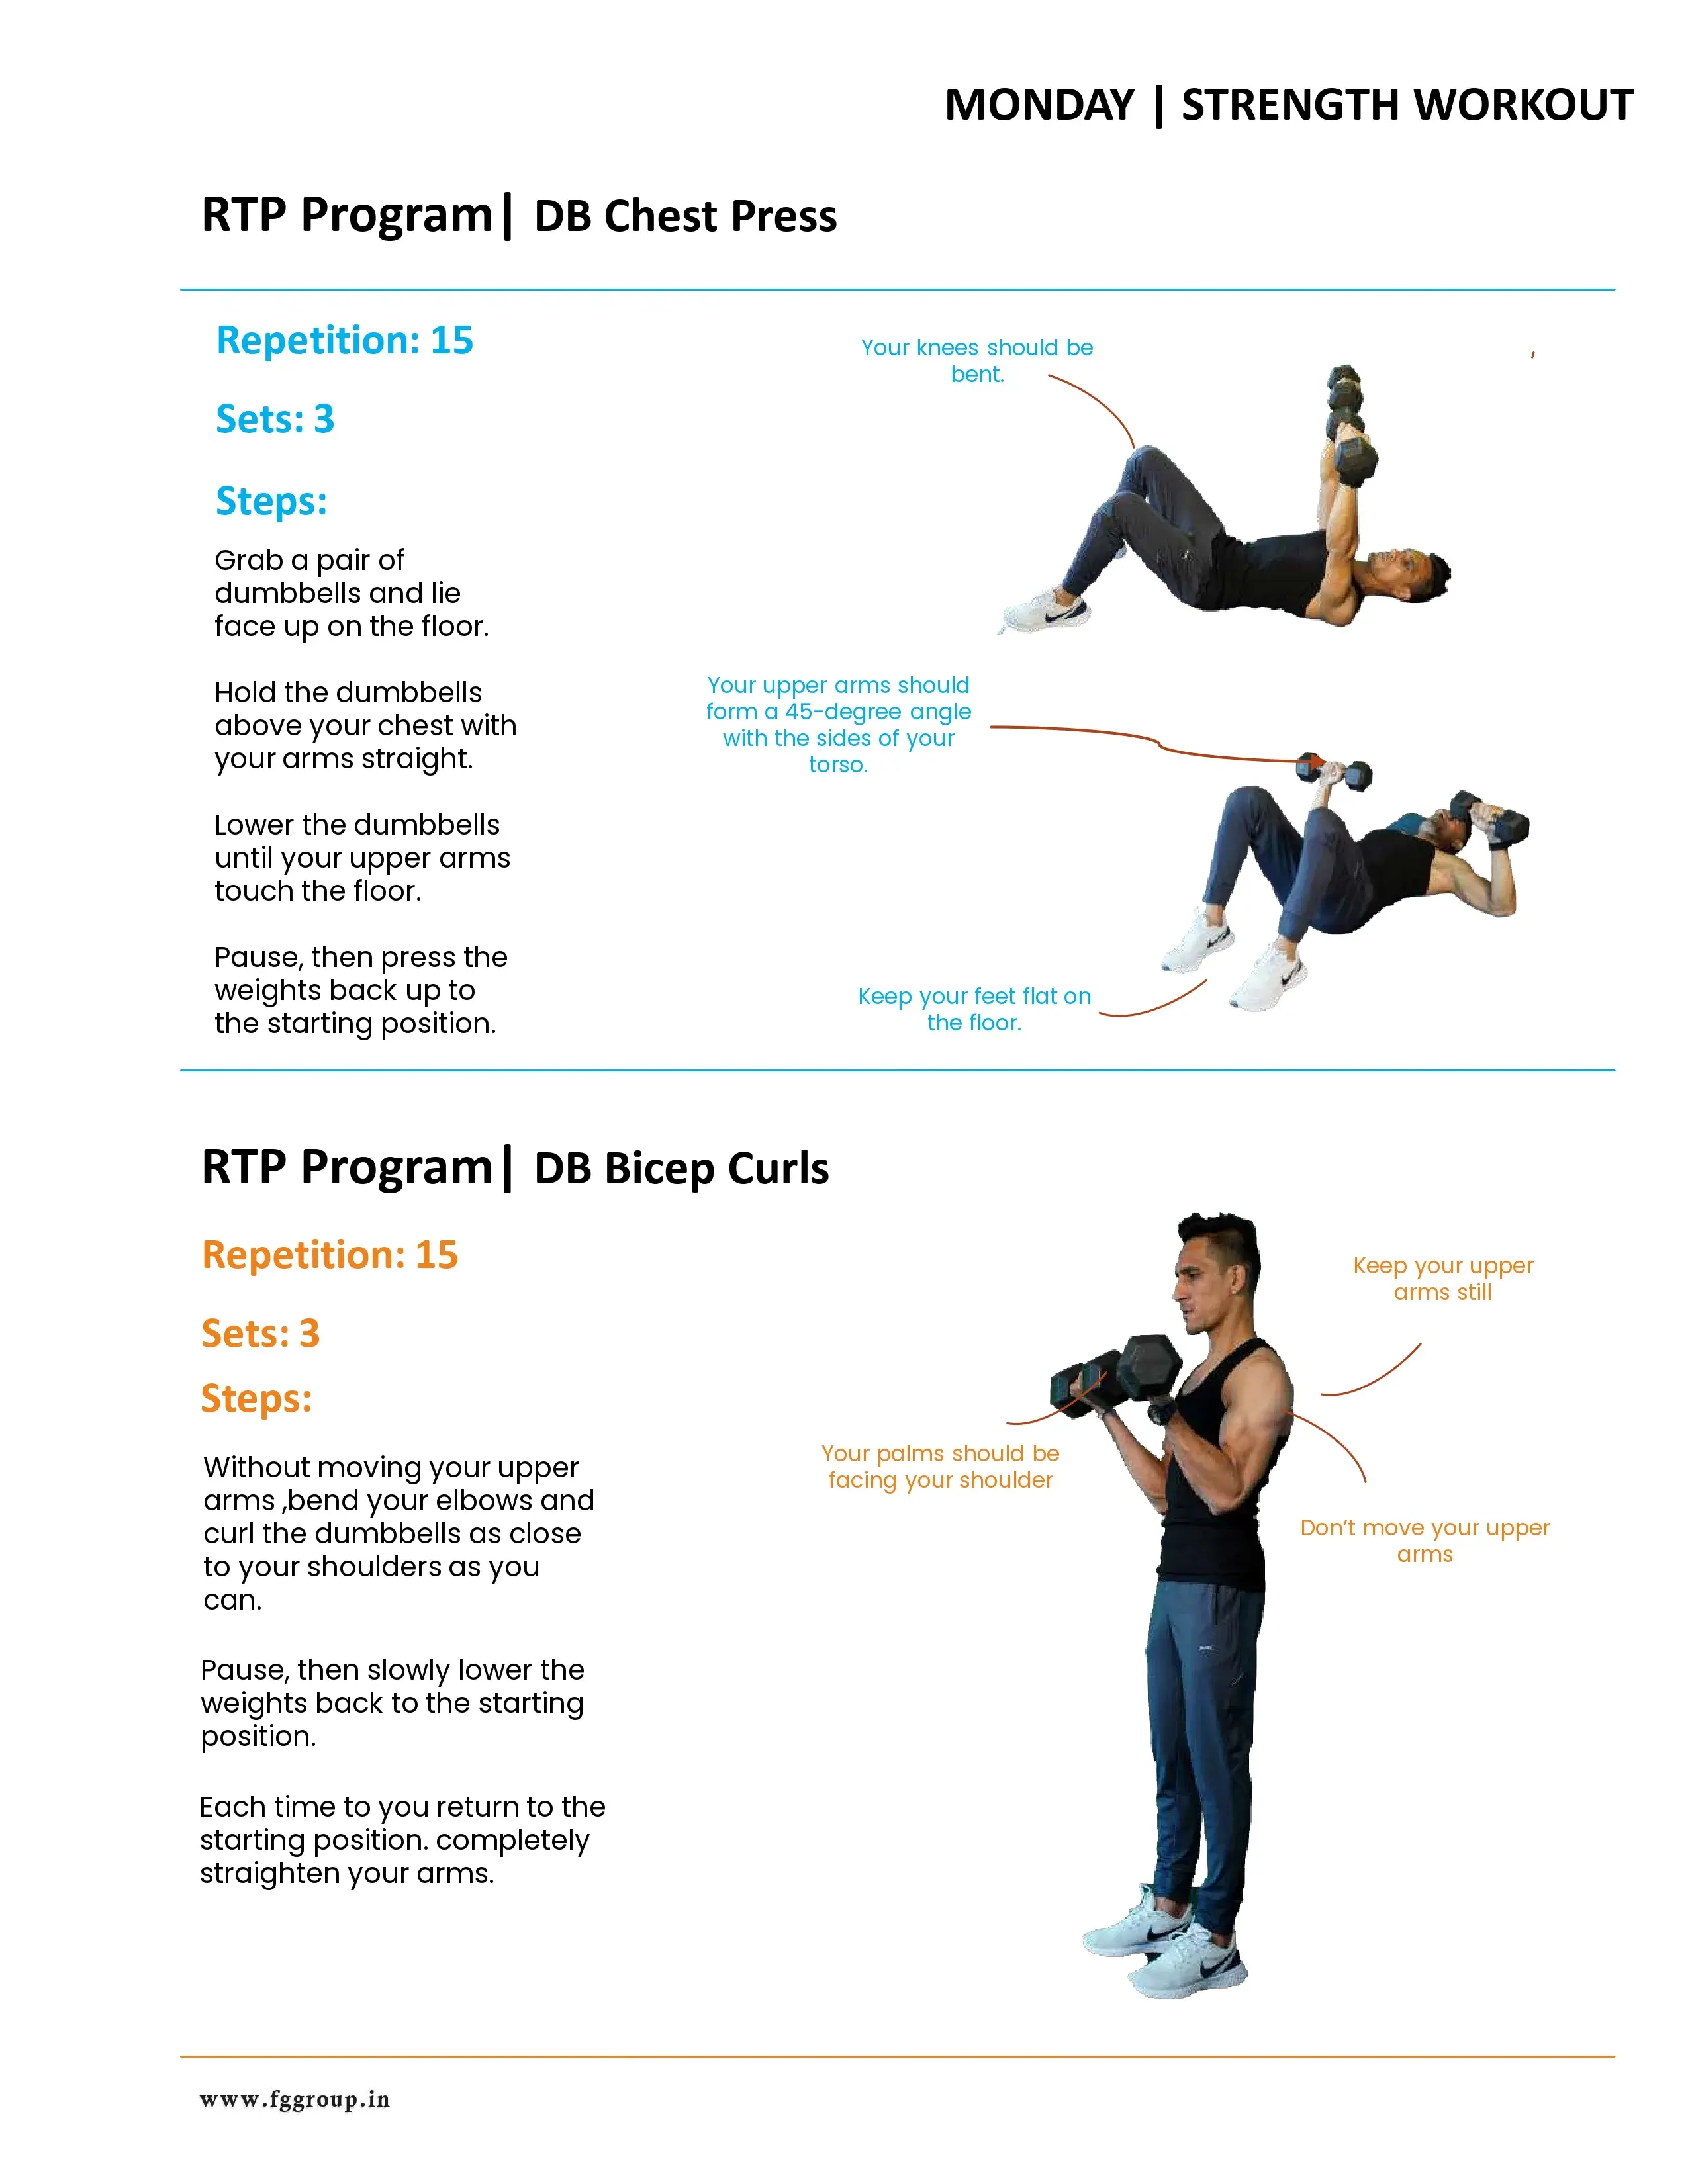 MONDAY | STRENGTH WORKOUT
RTP Program| DB Chest Press
Repetition: 15
Sets: 3
Steps:
Grab a pair of
dumbbells and lie
face up on the floor.
Hold the dumbbells
above your chest with
your arms straight.
Lower the dumbbells
until your upper arms
touch the floor.
Pause, then press the
weights back up to
the starting position.
Your knees should be
bent.
,
Your upper arms should
form a 45-degree angle
with the sides of your
torso.
Keep your feet flat on
the floor.
RTP Program| DB Bicep Curls
Repetition: 15
Sets: 3
Steps:
Without moving your upper
arms ,bend your elbows and
curl the dumbbells as close
to your shoulders as you
can.
Pause, then slowly lower the
weights back to the starting
position.
Each time to you return to the
starting position. completely
straighten your arms.
Keep your upper
arms still
Your palms should be
facing your shoulder
Don't move your upper
arms
www.fggroup.in